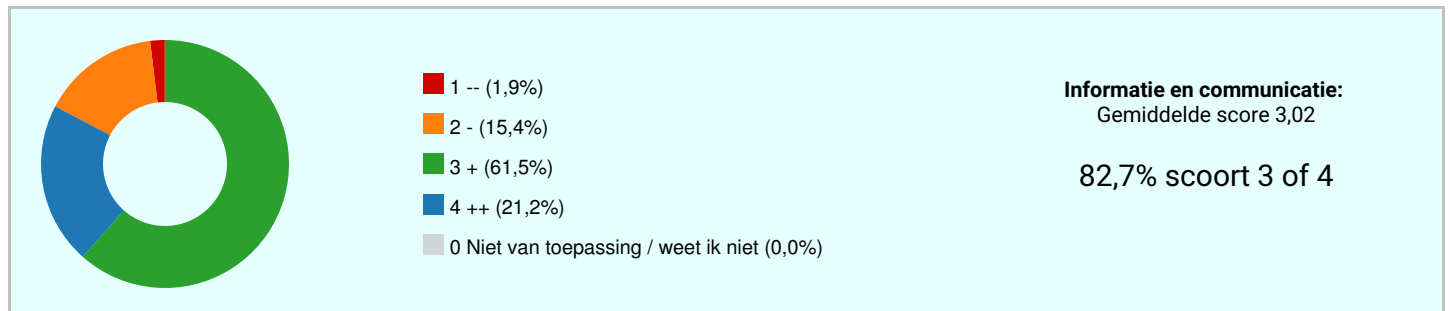 1 -- (1,9%)
2 - (15,4%)
3 + (61,5%)
4 ++ (21,2%)
0 Niet van toepassing / weet ik niet (0,0%)
Informatie en communicatie:
Gemiddelde score 3,02
82,7% scoort 3 of 4